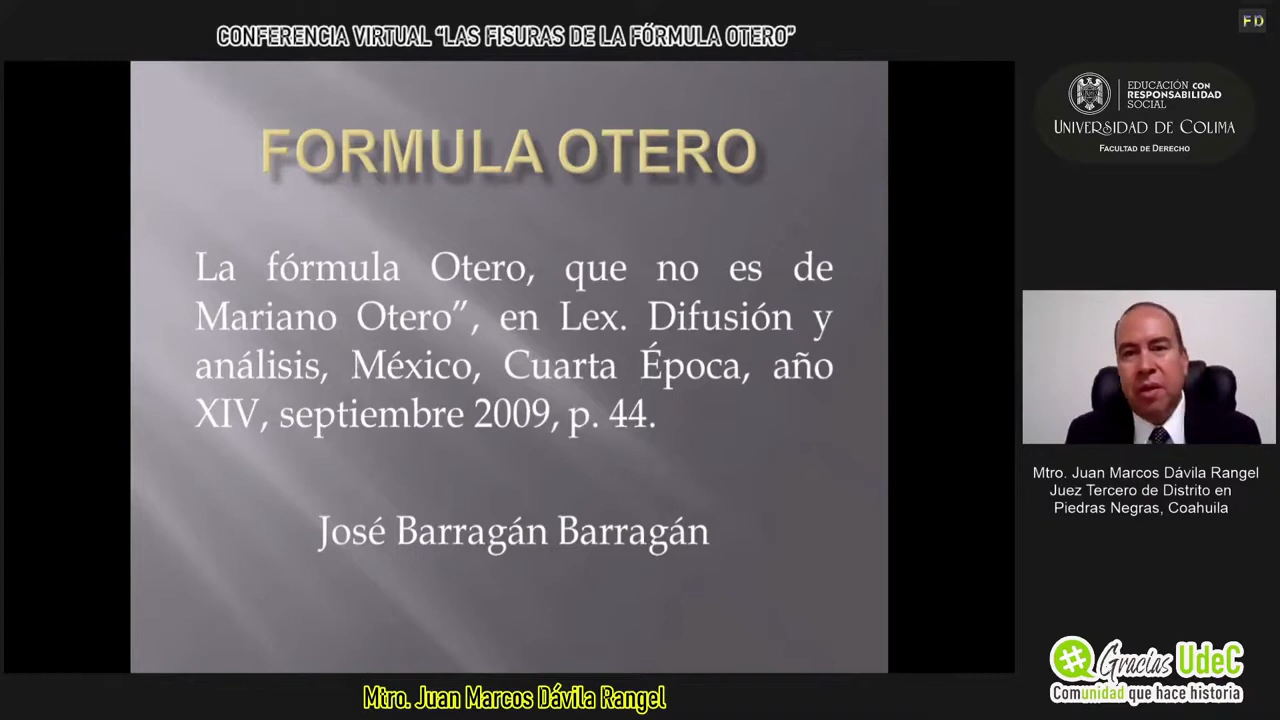 CONFERENCIA VIRTUAL “LAS FISURAS DE LA FÓRMULA OTERO”
FD
EDUCACIÓN CON
RESPONSABILIDAD
SOCIAL
UNIVERSIDAD DE COLIMA
FACULTAD DE DERECHO
FORMULA OTERO
La fórmula Otero, que no es de
Mariano Otero”, en Lex. Difusión y
análisis, México, Cuarta Época, año
XIV, septiembre 2009, p. 44.
José Barragán Barragán
Mtro. Juan Marcos Dávila Rangel
Juez Tercero de Distrito en
Piedras Negras, Coahuila
# Gracias UdeC
Comunidad que hace historia
Mtro. Juan Marcos Dávila Rangel